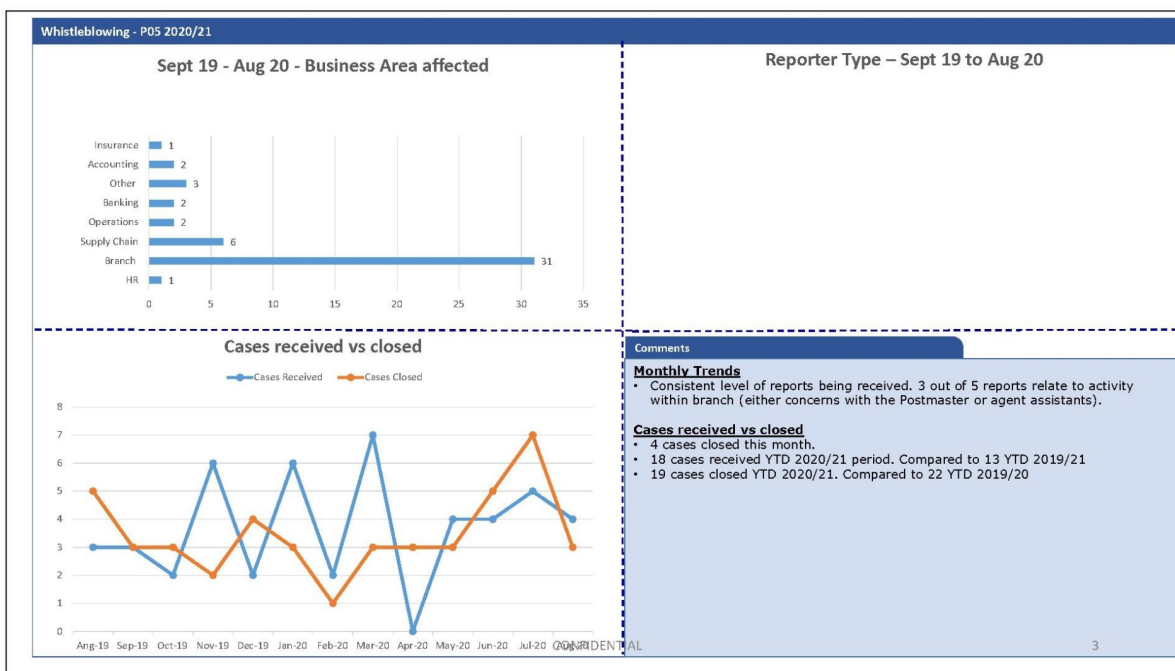 Whistleblowing - P05 2020/21
Sept 19 - Aug 20 - Business Area affected
Insurance 1
Accounting 2
Other 3
Banking 2
Operations 2
Supply Chain 6
Branch 31
HR 1
0 5 10 15 20 25 30 35
Reporter Type – Sept 19 to Aug 20
Cases received vs closed
Cases Received Cases Closed
8
7
6
5
4
3
2
1
0
Ang-19 Sep-19 Oct-19 Nov-19 Dec-19 Jan-20 Feb-20 Mar-20 Apr-20 May-20 Jun-20 Jul-20 Aug-20
Comments
Monthly Trends
• Consistent level of reports being received. 3 out of 5 reports relate to activity
within branch (either concerns with the Postmaster or agent assistants).
Cases received vs closed
• 4 cases closed this month.
• 18 cases received YTD 2020/21 period. Compared to 13 YTD 2019/21
• 19 cases closed YTD 2020/21. Compared to 22 YTD 2019/20
CONFIDENTIAL
3